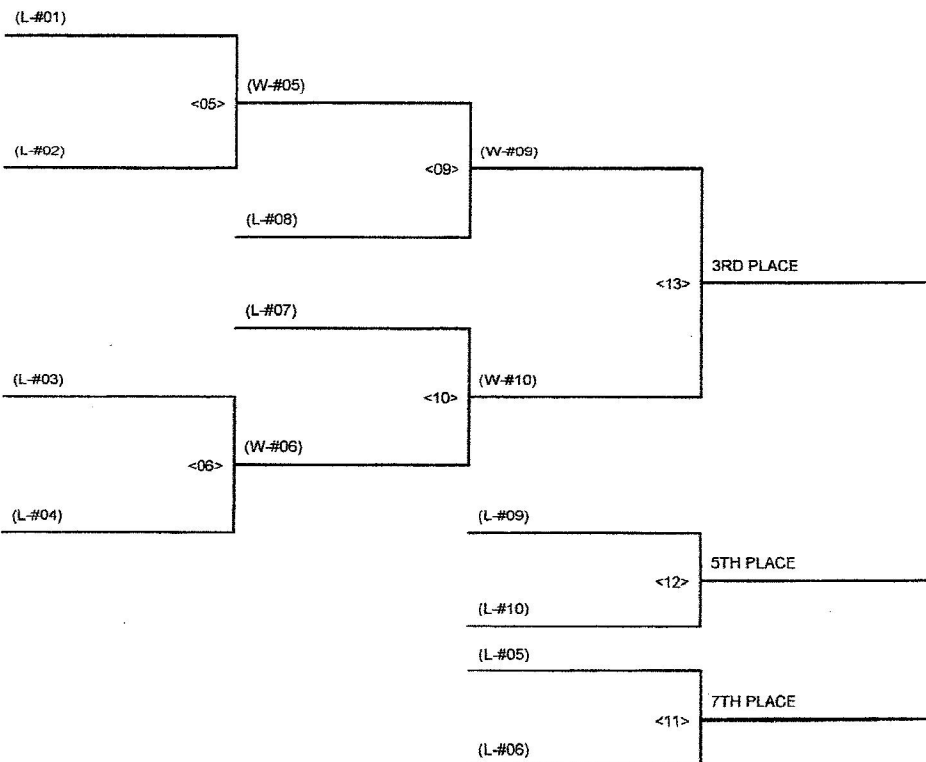 (L-#01)
(W-#05)
<05>
(L-#02)
(W-#09)
<09>
(L-#08)
3RD PLACE
<13>
(L-#07)
(L-#03)
(W-#10)
<10>
(W-#06)
<06>
(L-#04)
(L-#09)
5TH PLACE
<12>
(L-#10)
(L-#05)
7TH PLACE
<11>
(L-#06)